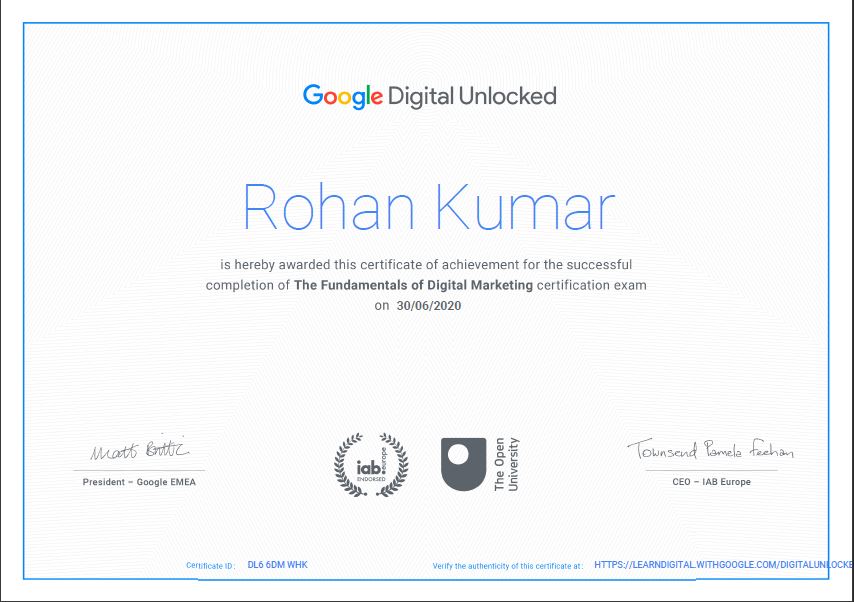 Google Digital Unlocked
Rohan Kumar
is hereby awarded this certificate of achievement for the successful
completion of The Fundamentals of Digital Marketing certification exam
on 30/06/2020
Matt Brittin
Townsend Pamela Feehan
iab.europe
ENDORSED
The Open
University
President – Google EMEA
CEO – IAB Europe
Certificate ID : DL6 6DM WHK
Verify the authenticity of this certificate at : HTTPS://LEARNDIGITAL.WITHGOOGLE.COM/DIGITALUNLOCKE